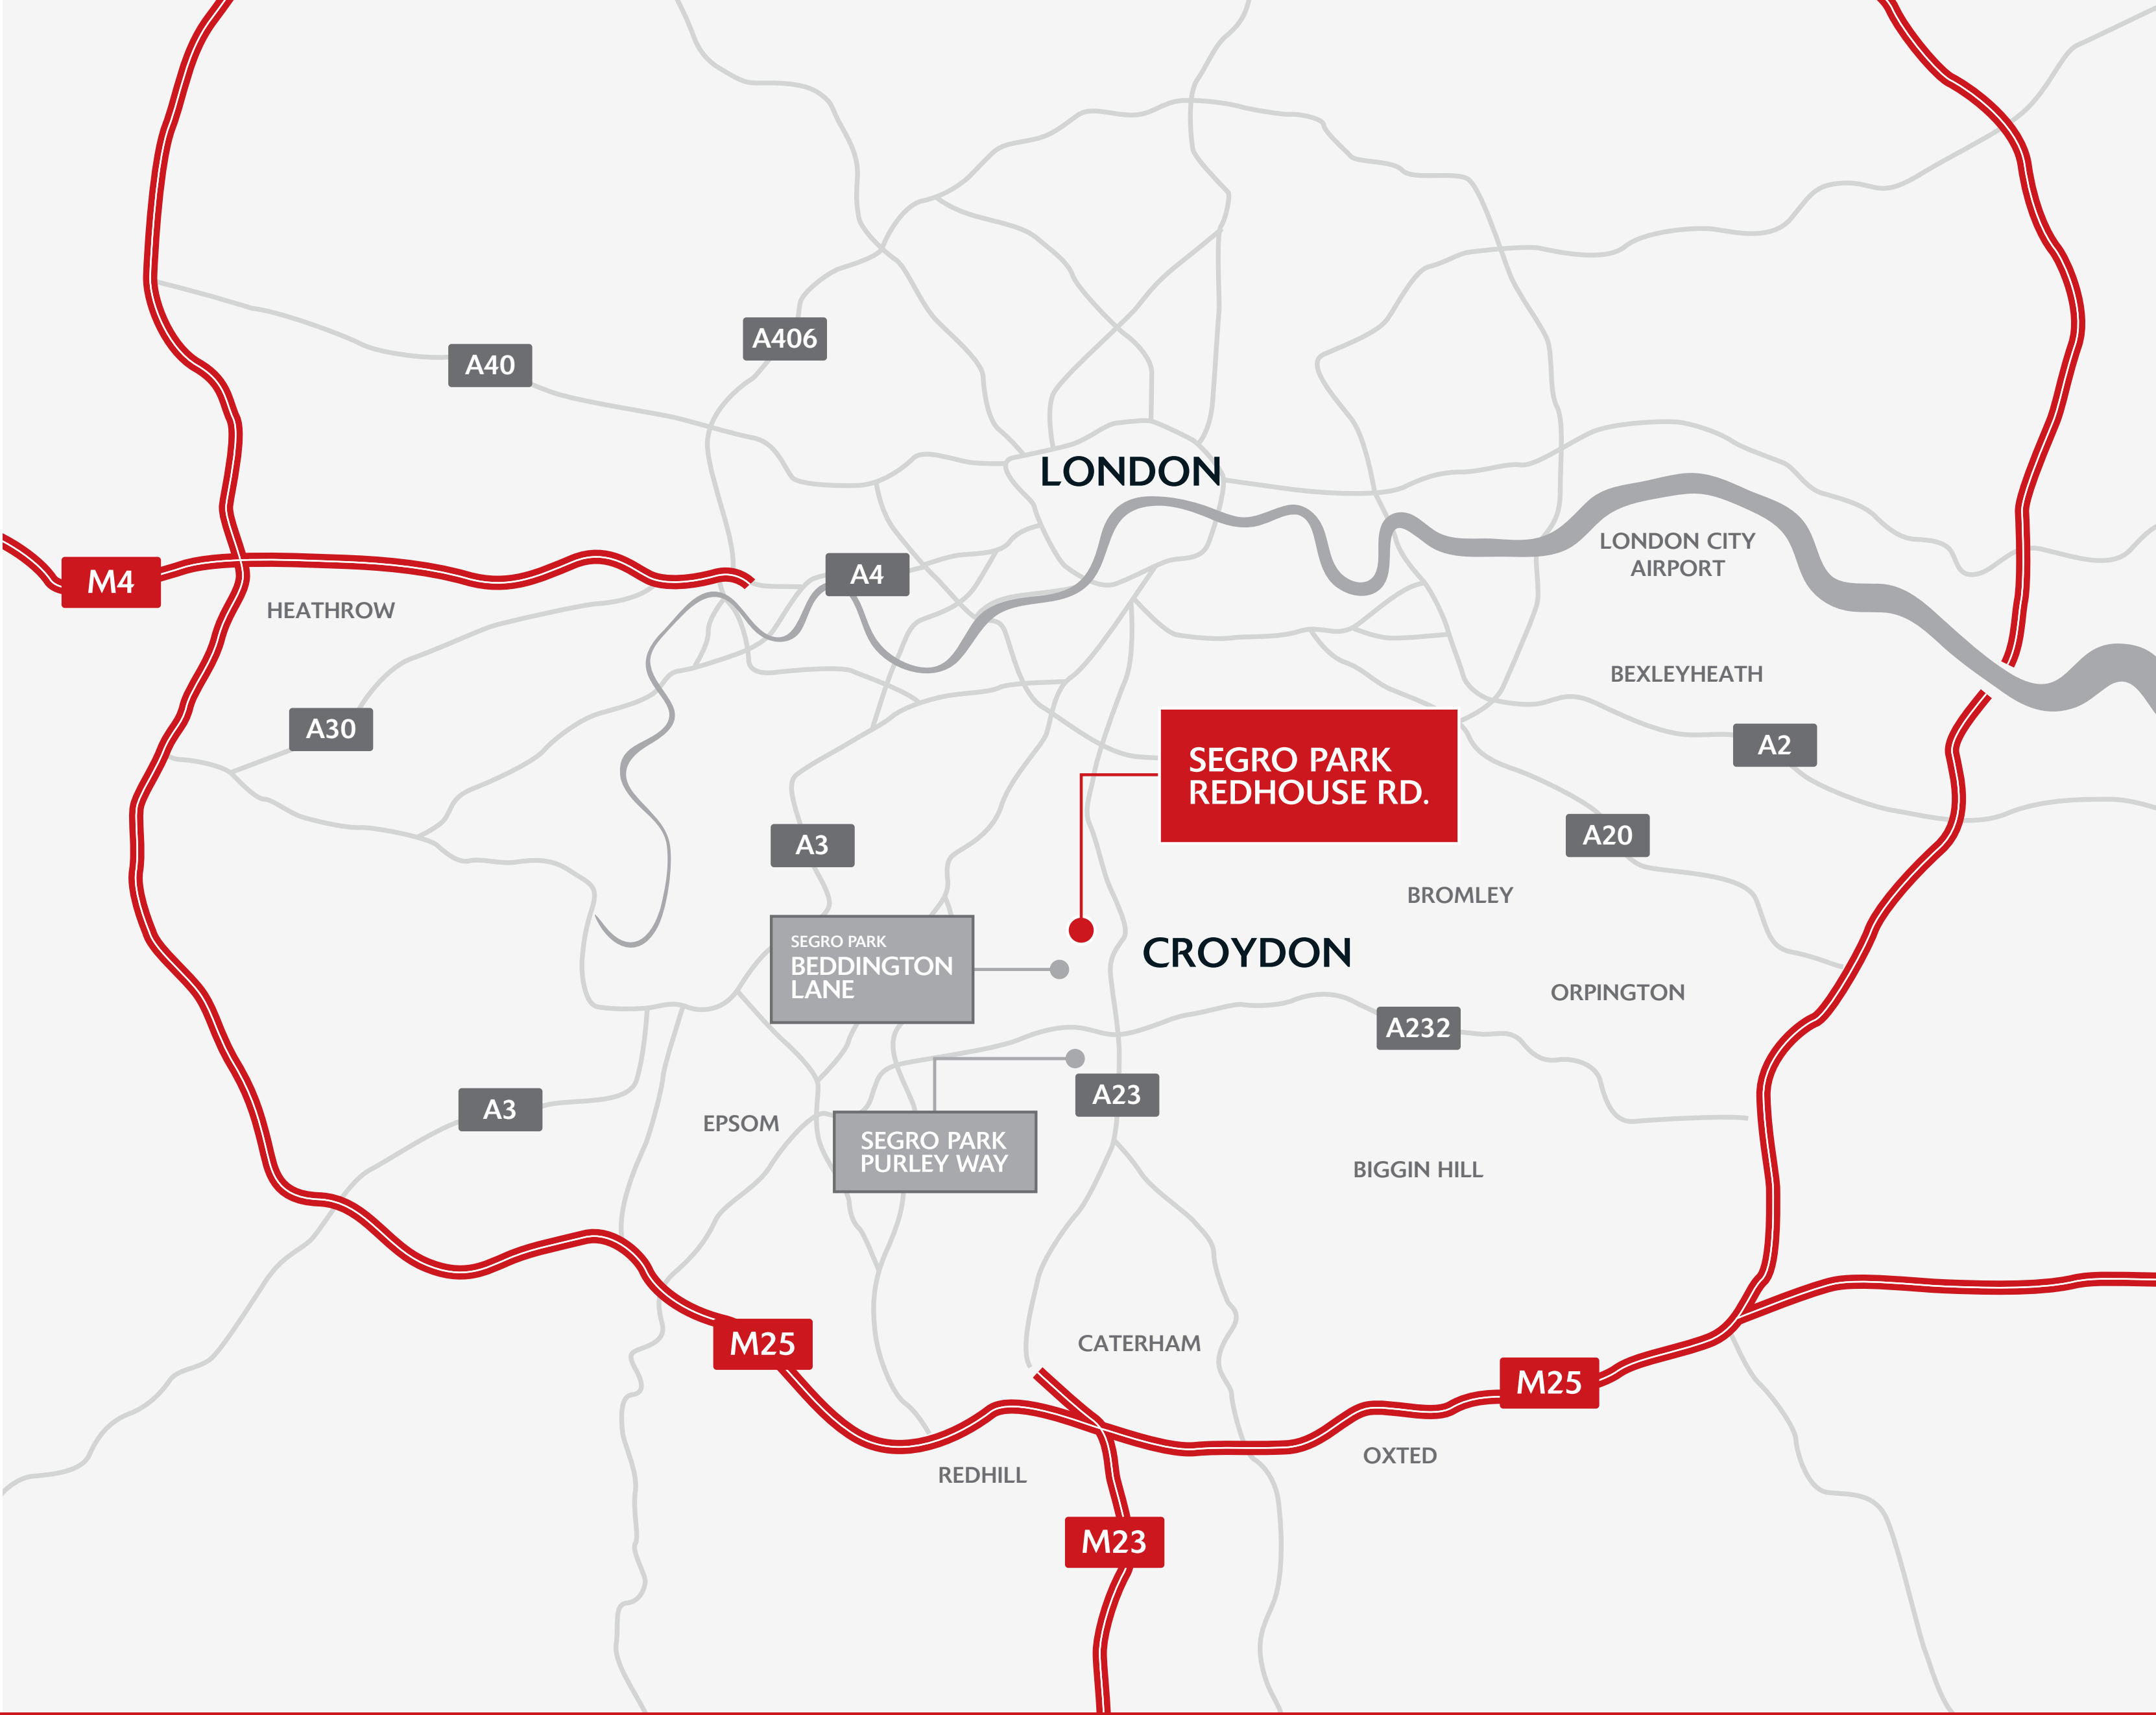 A406
A40
LONDON
LONDON CITY
AIRPORT
M4
A4
HEATHROW
BEXLEYHEATH
A30
A2
SEGRO PARK
REDHOUSE RD.
A3
A20
BROMLEY
SEGRO PARK
BEDDINGTON
LANE
CROYDON
ORPINGTON
A232
A23
A3
EPSOM
SEGRO PARK
PURLEY WAY
BIGGIN HILL
M25
CATERHAM
M25
OXTED
REDHILL
M23